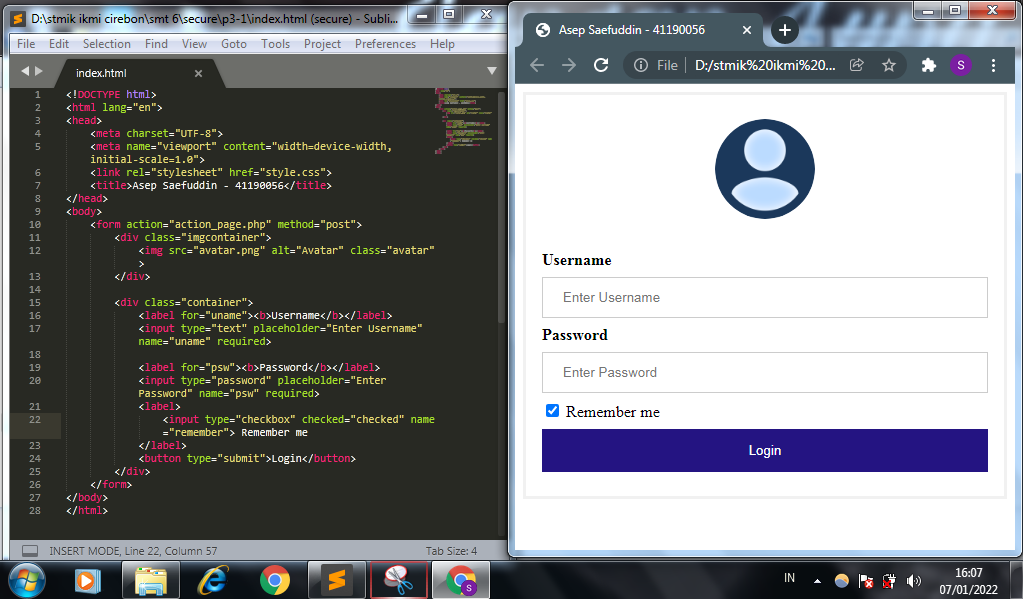 D:\stmik ikmi cirebon\smt 6\secure\p3-1\index.html (secure) - Subli...
File Edit Selection Find View Goto Tools Project Preferences Help
index.html
1 <!DOCTYPE html>
2 <html lang="en">
3 <head>
4 <meta charset="UTF-8">
5 <meta name="viewport" content="width=device-width,
initial-scale=1.0">
6 <link rel="stylesheet" href="style.css">
7 <title>Asep Saefuddin - 41190056</title>
8 </head>
9 <body>
10 <form action="action_page.php" method="post">
11 <div class="imgcontainer">
12 <img src="avatar.png" alt="Avatar" class="avatar"
>
13 </div>
14
15 <div class="container">
16 <label for="uname"><b>Username</b></label>
17 <input type="text" placeholder="Enter Username"
name="uname" required>
18
19 <label for="psw"><b>Password</b></label>
20 <input type="password" placeholder="Enter
Password" name="psw" required>
21 <label>
22 <input type="checkbox" checked="checked" name
="remember"> Remember me
23 </label>
24 <button type="submit">Login</button>
25 </div>
26 </form>
27 </body>
28 </html>
INSERT MODE, Line 22, Column 57 Tab Size: 4
Asep Saefuddin - 41190056
File D:/stmik%20ikmi%20... S
Username
Enter Username
Password
Enter Password
Remember me
Login
S
IN
16:07
07/01/2022